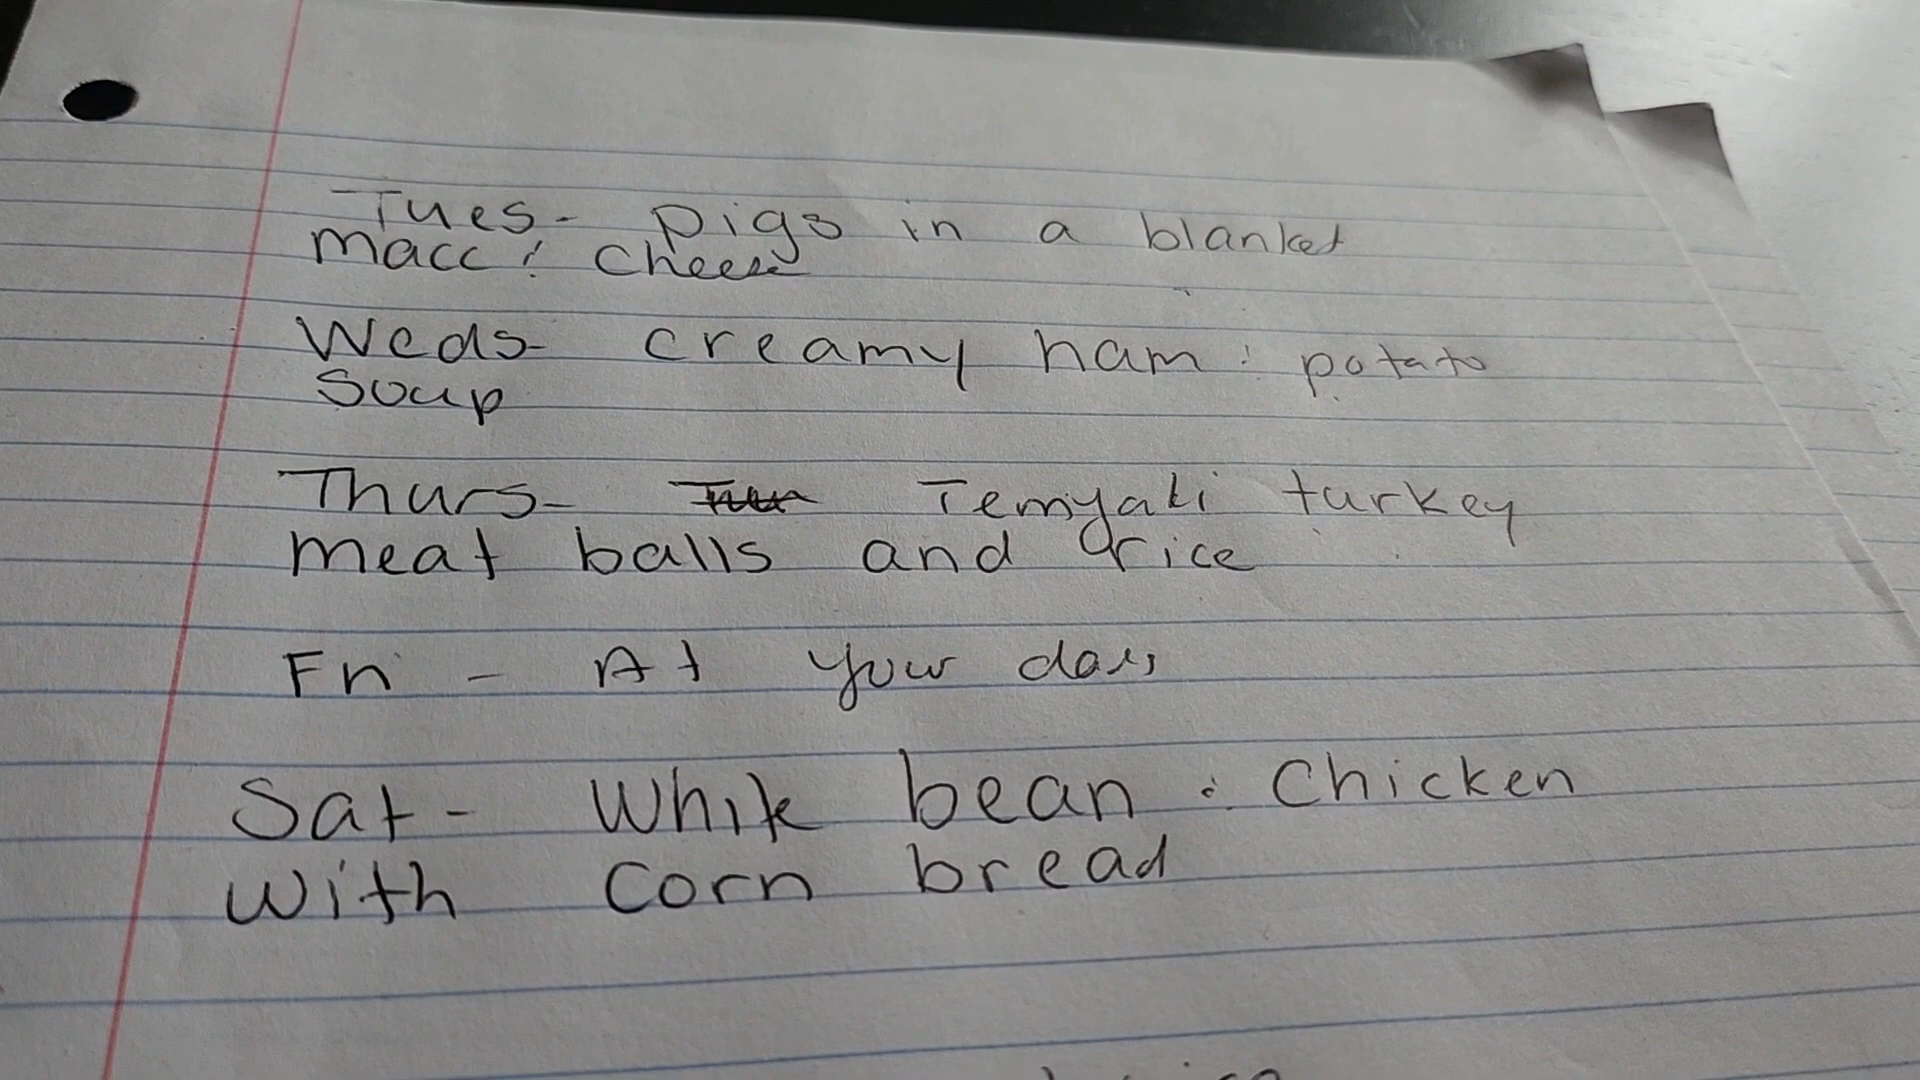 Tues- pigs in a blanket
macc & cheese
Weds- creamy ham & potato
soup
Thurs- Teriyaki turkey
meat balls and rice
Fri - At your dads
Sat- White bean & Chicken
with corn bread